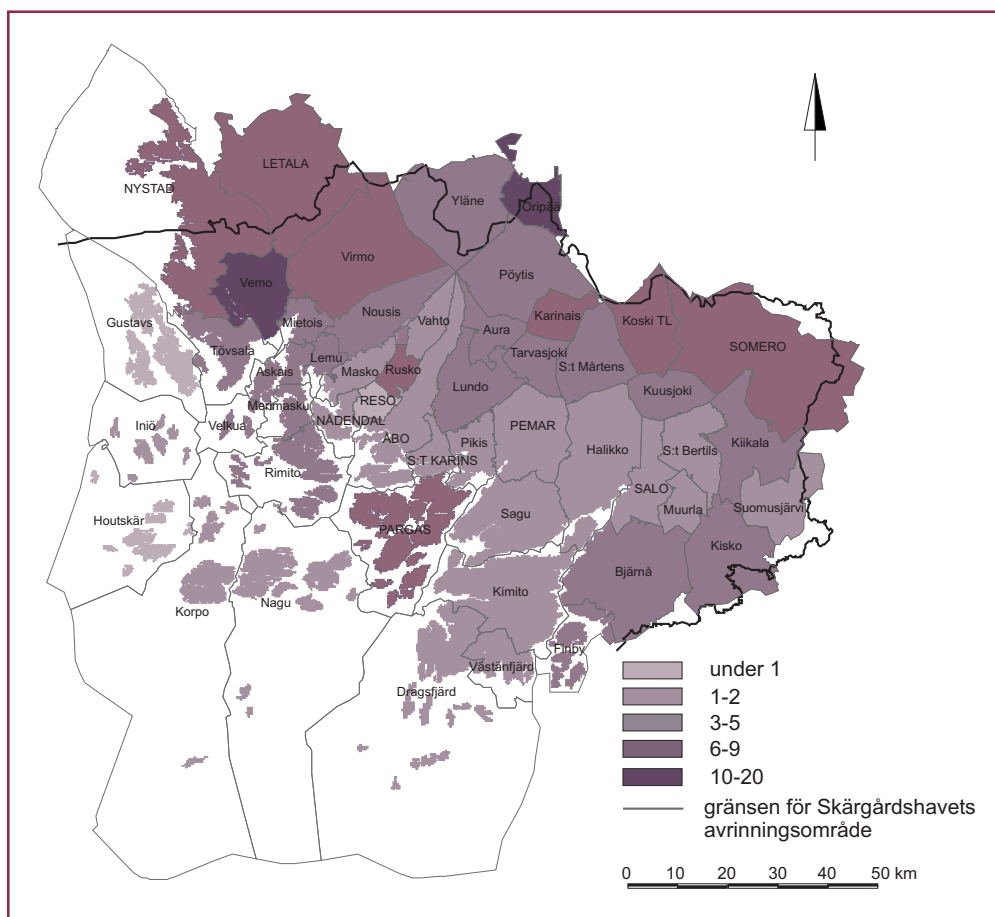 LETALA
NYSTAD
Yläne
Oripää
Virmo
Vemo
Pöytis
Gustavs
Mietois
Nousis
Vahto
Karinais
Koski TL
SOMERO
Tövsala
Lemu
Aura
Askais
Masko
Rusko
Tarvasjoki
S:t Mårtens
Lundo
Kuusjoki
Merimasku
RESO
Iniö
Velkua
NÅDENDAL
ÅBO
Pikis
PEMAR
Halikko
S:t Bertils
Kiikala
S:T KARINS
Rimito
SALO
Muurla
Suomusjärvi
Houtskär
PARGAS
Sagu
Kisko
Bjärnå
Korpo
Nagu
Kimito
Finby
Västanfjärd
Dragsfjärd
under 1
1-2
3-5
6-9
10-20
gränsen för Skärgårdshavets
avrinningsområde
0 10 20 30 40 50 km